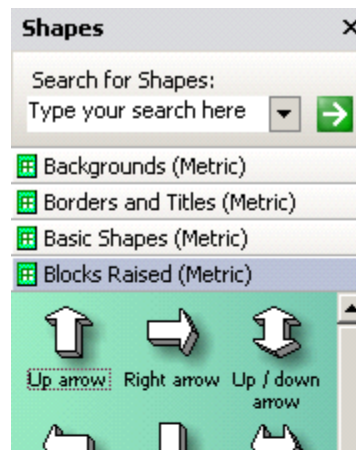 Shapes
Search for Shapes:
Type your search here
Backgrounds (Metric)
Borders and Titles (Metric)
Basic Shapes (Metric)
Blocks Raised (Metric)
Up arrow Right arrow Up / down
arrow